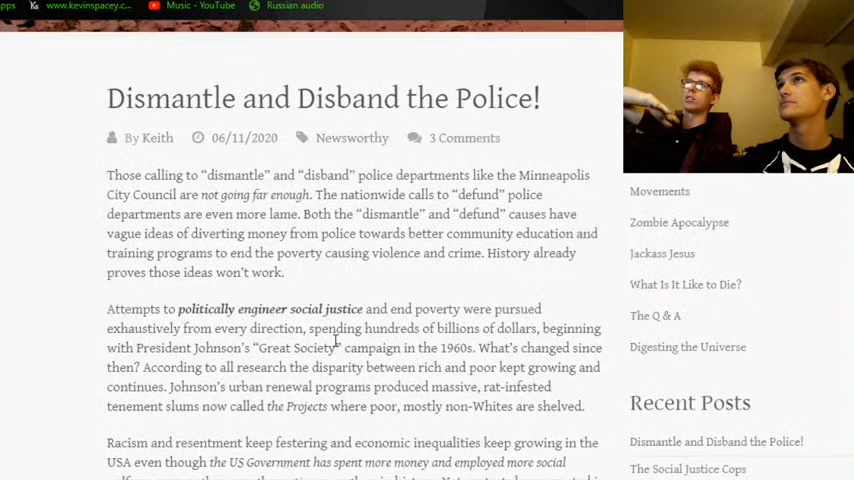 pps
www.kevinspacey.c...
Music - YouTube
Russian audio
Dismantle and Disband the Police!
By Keith 06/11/2020 Newsworthy 3 Comments
Those calling to “dismantle” and “disband” police departments like the Minneapolis
City Council are not going far enough. The nationwide calls to “defund” police
departments are even more lame. Both the “dismantle” and “defund” causes have
vague ideas of diverting money from police towards better community education and
training programs to end the poverty causing violence and crime. History already
proves those ideas won’t work.
Attempts to politically engineer social justice and end poverty were pursued
exhaustively from every direction, spending hundreds of billions of dollars, beginning
with President Johnson’s “Great Society” campaign in the 1960s. What’s changed since
then? According to all research the disparity between rich and poor kept growing and
continues. Johnson’s urban renewal programs produced massive, rat-infested
tenement slums now called the Projects where poor, mostly non-Whites are shelved.
Racism and resentment keep festering and economic inequalities keep growing in the
USA even though the US Government has spent more money and employed more social
Movements
Zombie Apocalypse
Jackass Jesus
What Is It Like to Die?
The Q & A
Digesting the Universe
Recent Posts
Dismantle and Disband the Police!
The Social Justice Cops